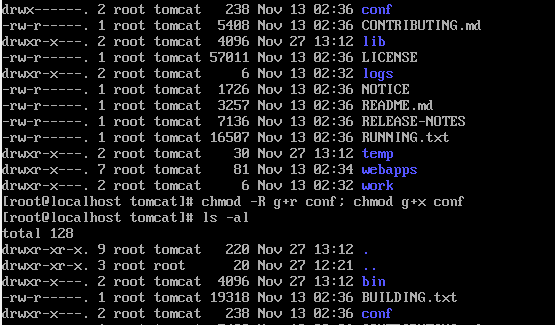 drwx------. 2 root tomcat   238 Nov 13 02:36 conf
-rw-r-----. 1 root tomcat  5408 Nov 13 02:36 CONTRIBUTING.md
drwxr-x---. 2 root tomcat  4096 Nov 27 13:12 lib
-rw-r-----. 1 root tomcat 57011 Nov 13 02:36 LICENSE
drwxr-x---. 2 root tomcat     6 Nov 13 02:32 logs
-rw-r-----. 1 root tomcat  1726 Nov 13 02:36 NOTICE
-rw-r-----. 1 root tomcat  3257 Nov 13 02:36 README.md
-rw-r-----. 1 root tomcat  7136 Nov 13 02:36 RELEASE-NOTES
-rw-r-----. 1 root tomcat 16507 Nov 13 02:36 RUNNING.txt
drwxr-x---. 2 root tomcat    30 Nov 27 13:12 temp
drwxr-x---. 7 root tomcat    81 Nov 13 02:34 webapps
drwxr-x---. 2 root tomcat     6 Nov 13 02:32 work
[root@localhost tomcat]# chmod -R g+r conf; chmod g+x conf
[root@localhost tomcat]# ls -al
total 128
drwxr-xr-x. 9 root tomcat   220 Nov 27 13:12 .
drwxr-xr-x. 3 root root      20 Nov 27 12:21 ..
drwxr-x---. 2 root tomcat  4096 Nov 27 13:12 bin
-rw-r-----. 1 root tomcat 19318 Nov 13 02:36 BUILDING.txt
drwxr-x---. 2 root tomcat   238 Nov 13 02:36 conf